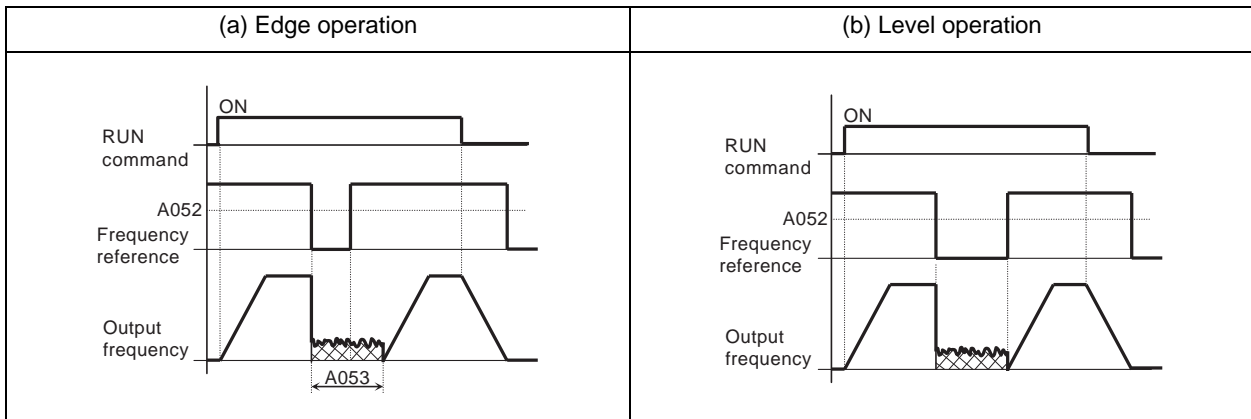 (a) Edge operation
(b) Level operation
ON
RUN
command
A052
Frequency
reference
Output
frequency
A053
ON
RUN
command
A052
Frequency
reference
Output
frequency